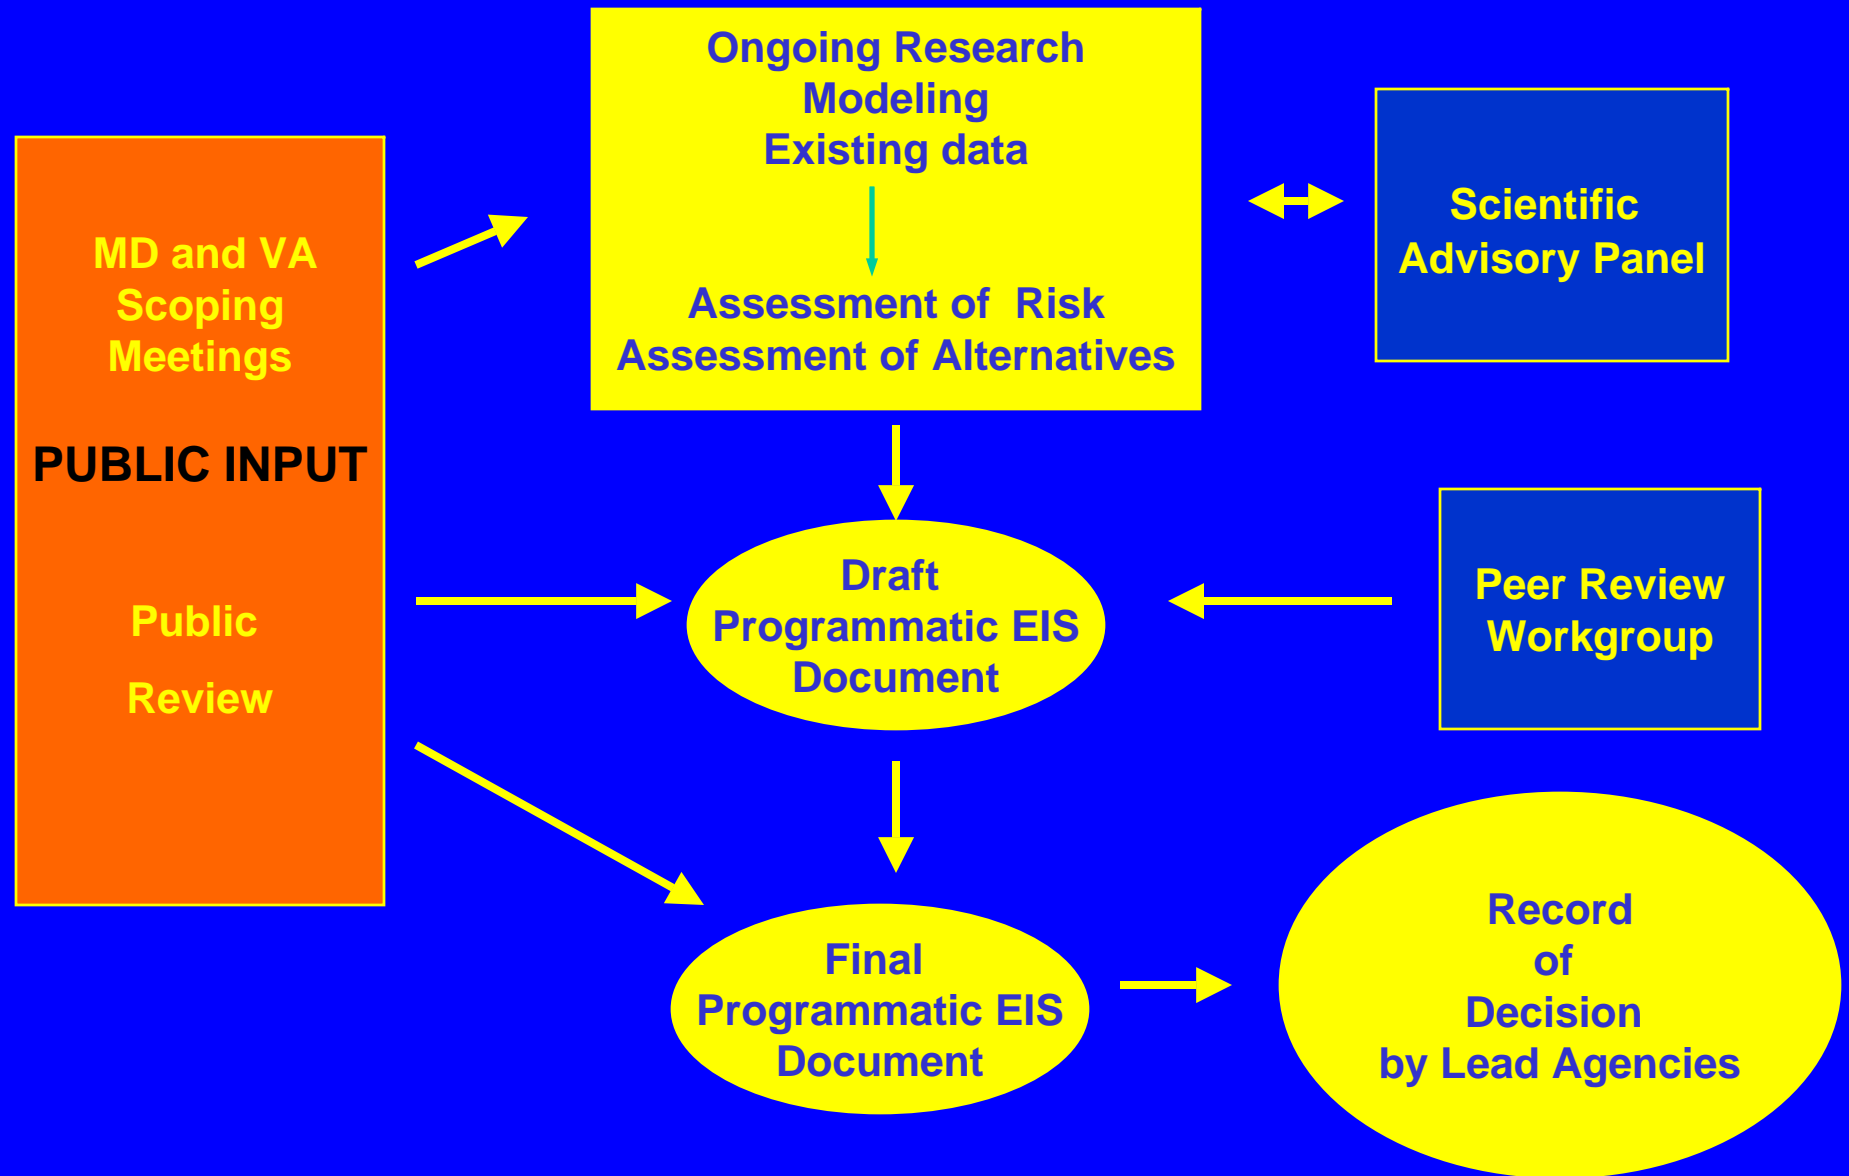 Ongoing Research
Modeling
Existing data
Assessment of Risk
Assessment of Alternatives
MD and VA
Scoping
Meetings
PUBLIC INPUT
Public
Review
Scientific
Advisory Panel
Draft
Programmatic EIS
Document
Peer Review
Workgroup
Final
Programmatic EIS
Document
Record
of
Decision
by Lead Agencies